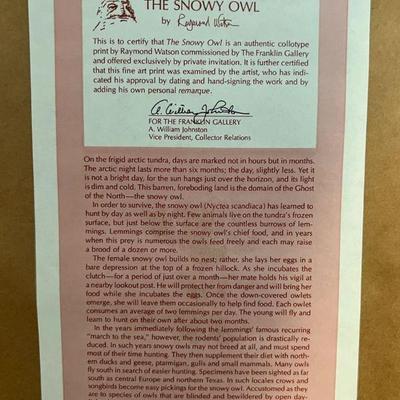 THE SNOWY OWL
by Raymond Watson
This is to certify that The Snowy Owl is an authentic collotype
print by Raymond Watson commissioned by The Franklin Gallery
and offered exclusively by private invitation. It is further certified
that this fine art print was examined by the artist, who has indi-
cated his approval by dating and hand-signing the work and by
adding his own personal remarque.
A. William Johnston
FOR THE FRANKLIN GALLERY
A. William Johnston
Vice President, Collector Relations
On the frigid arctic tundra, days are marked not in hours but in months.
The arctic night lasts more than six months; the day, slightly less. Yet it
is not a bright day, for the sun hangs just over the horizon, and its light
is dim and cold. This barren, foreboding land is the domain of the Ghost
of the North—the snowy owl.
In order to survive, the snowy owl (Nyctea scandiaca) has learned to
hunt by day as well as by night. Few animals live on the tundra's frozen
surface, but just below the surface are the countless burrows of lem-
mings. Lemmings comprise the snowy owl's chief food, and in years
when this prey is numerous the owls feed freely and each may raise
a brood of a dozen or more.
The female snowy owl builds no nest; rather, she lays her eggs in a
bare depression at the top of a frozen hillock. As she incubates the
clutch—for a period of just over a month—her mate holds his vigil at
a nearby lookout post. He will protect her from danger and will bring her
food while she incubates the eggs. Once the down-covered owlets
emerge, she will leave them occasionally to help find food. Each owlet
consumes an average of two lemmings per day. The young will fly and
learn to hunt on their own after about two months.
In the years immediately following the lemmings' famous recurring
"march to the sea," however, the rodents' population is drastically re-
duced. In such years snowy owls may not breed at all, and must spend
most of their time hunting. They then supplement their diet with north-
ern ducks and geese, ptarmigan, gulls and small mammals. Many owls
fly south in search of easier hunting. Specimens have been sighted as far
south as central Europe and northern Texas. In such locales crows and
songbirds become easy pickings for the snowy owl. Accustomed as they
are to species of owls that are blinded and bewildered by open day-